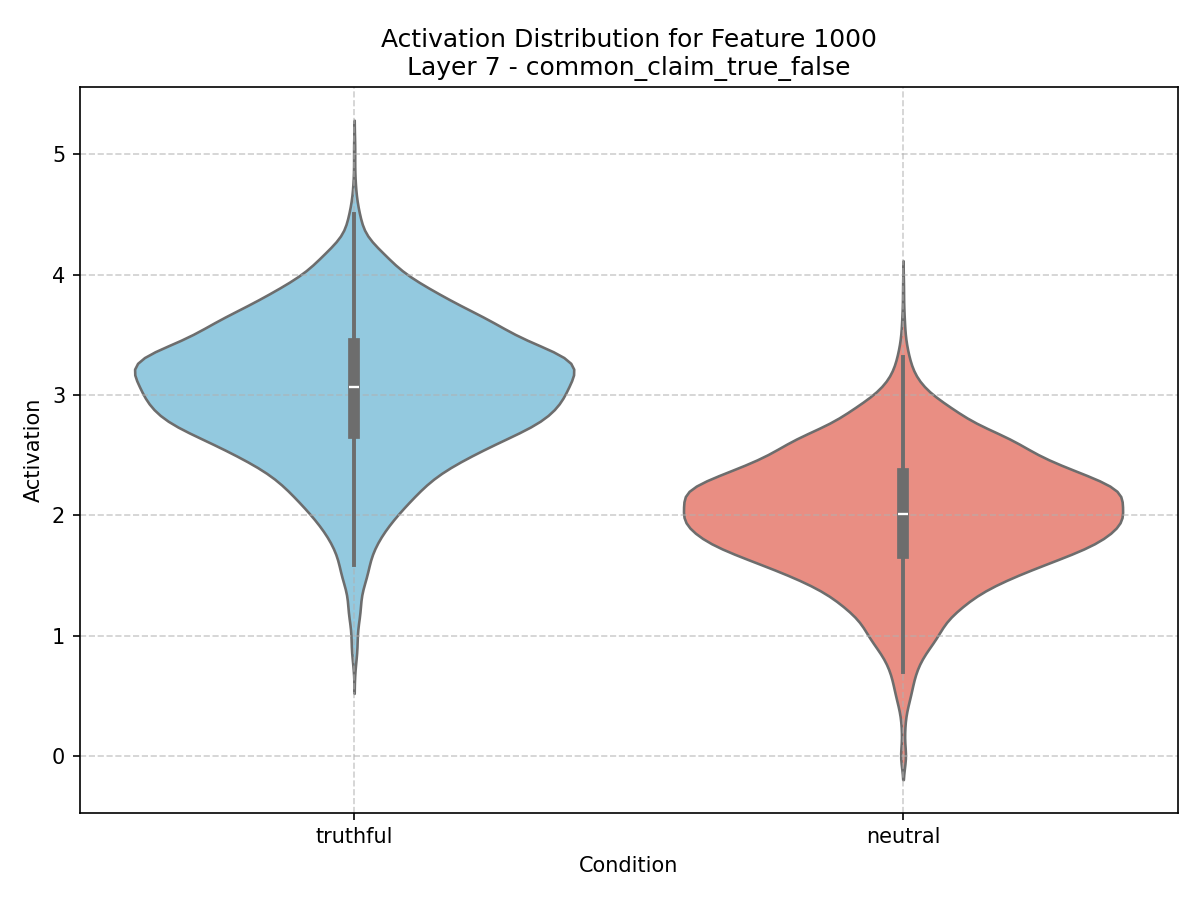 Activation Distribution for Feature 1000
Layer 7 - common_claim_true_false
Activation
5
4
3
2
1
0
truthful
neutral
Condition